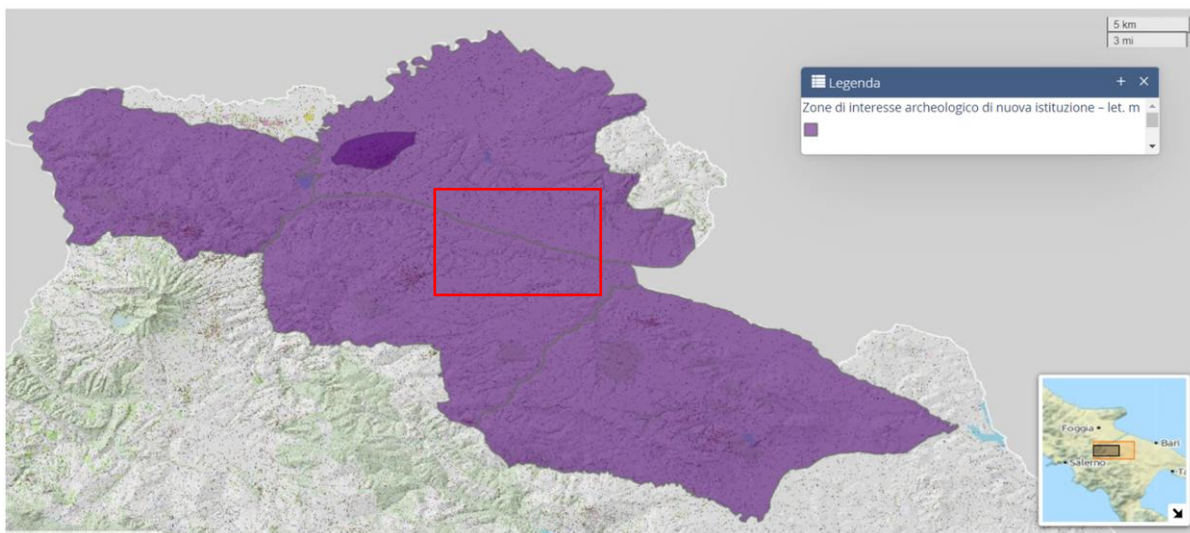 5 km
3 mi
Legenda
Zone di interesse archeologico di nuova istituzione – let. m
Foggia
Bari
Salerno